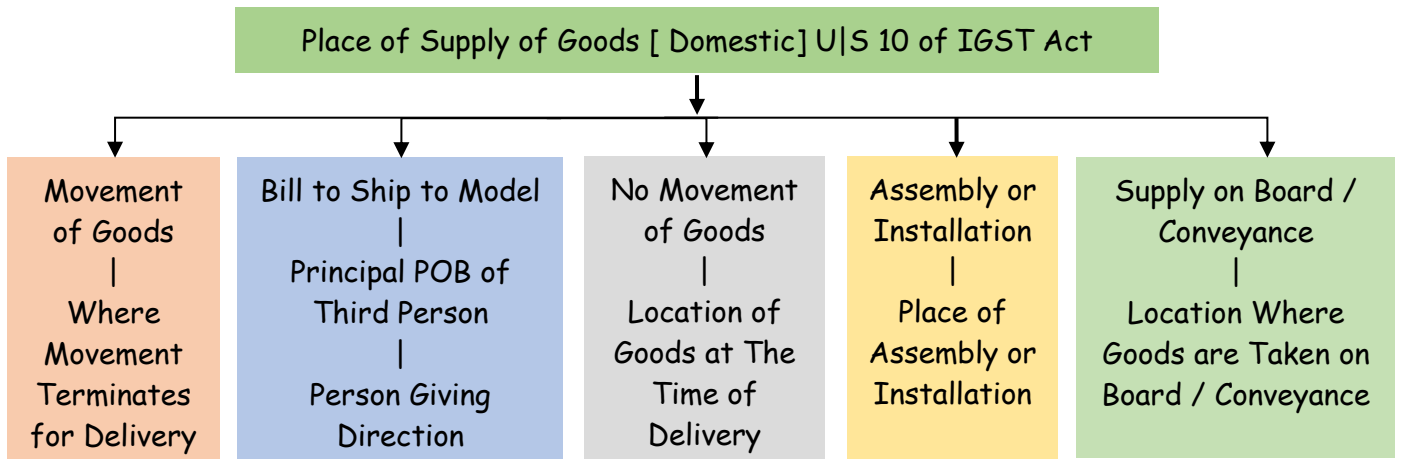 Place of Supply of Goods [ Domestic] U|S 10 of IGST Act
Movement
of Goods
|
Where
Movement
Terminates
for Delivery
Bill to Ship to Model
|
Principal POB of
Third Person
|
Person Giving
Direction
No Movement
of Goods
|
Location of
Goods at The
Time of
Delivery
Assembly or
Installation
|
Place of
Assembly or
Installation
Supply on Board /
Conveyance
|
Location Where
Goods are Taken on
Board / Conveyance